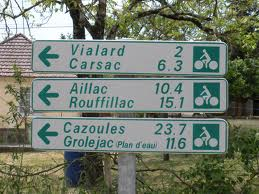 Vialard 2
Carsac 6.3
Aillac 10.4
Rouffillac 15.1
Cazoules 23.7
Grolejac Plan d'eau 11.6